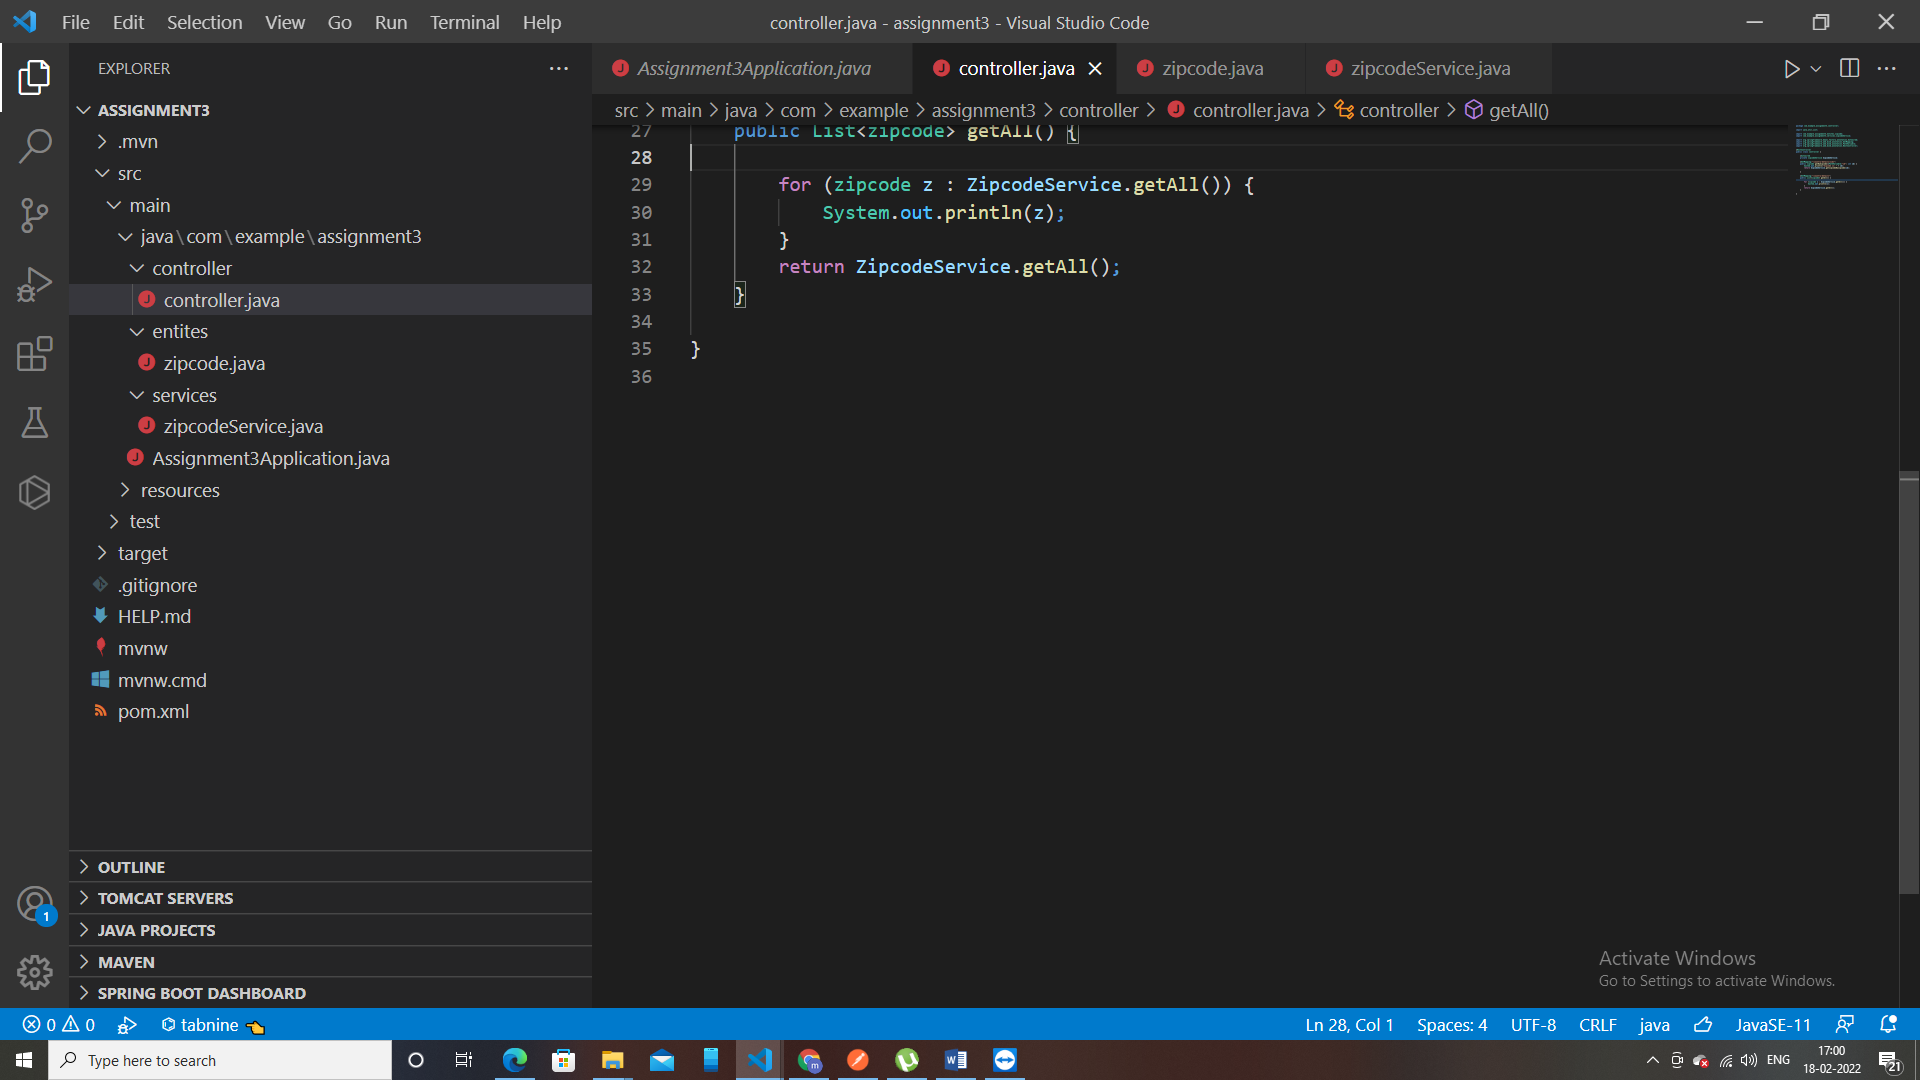 File Edit Selection View Go Run Terminal Help
controller.java - assignment3 - Visual Studio Code
EXPLORER
ASSIGNMENT3
.mvn
src
main
java\com\example\assignment3
controller
controller.java
entites
zipcode.java
services
zipcodeService.java
Assignment3Application.java
resources
test
target
.gitignore
HELP.md
mvnw
mvnw.cmd
pom.xml
OUTLINE
TOMCAT SERVERS
JAVA PROJECTS
MAVEN
SPRING BOOT DASHBOARD
1
Assignment3Application.java controller.java zipcode.java zipcodeService.java
src > main > java > com > example > assignment3 > controller > controller.java > controller > getAll()
27 public List<zipcode> getAll() {
28
29 for (zipcode z : ZipcodeService.getAll()) {
30 System.out.println(z);
31 }
32 return ZipcodeService.getAll();
33 }
34
35 }
36
Activate Windows
Go to Settings to activate Windows.
0 0 tabnine Ln 28, Col 1 Spaces: 4 UTF-8 CRLF java JavaSE-11
Type here to search
ENG
17:00
18-02-2022
21